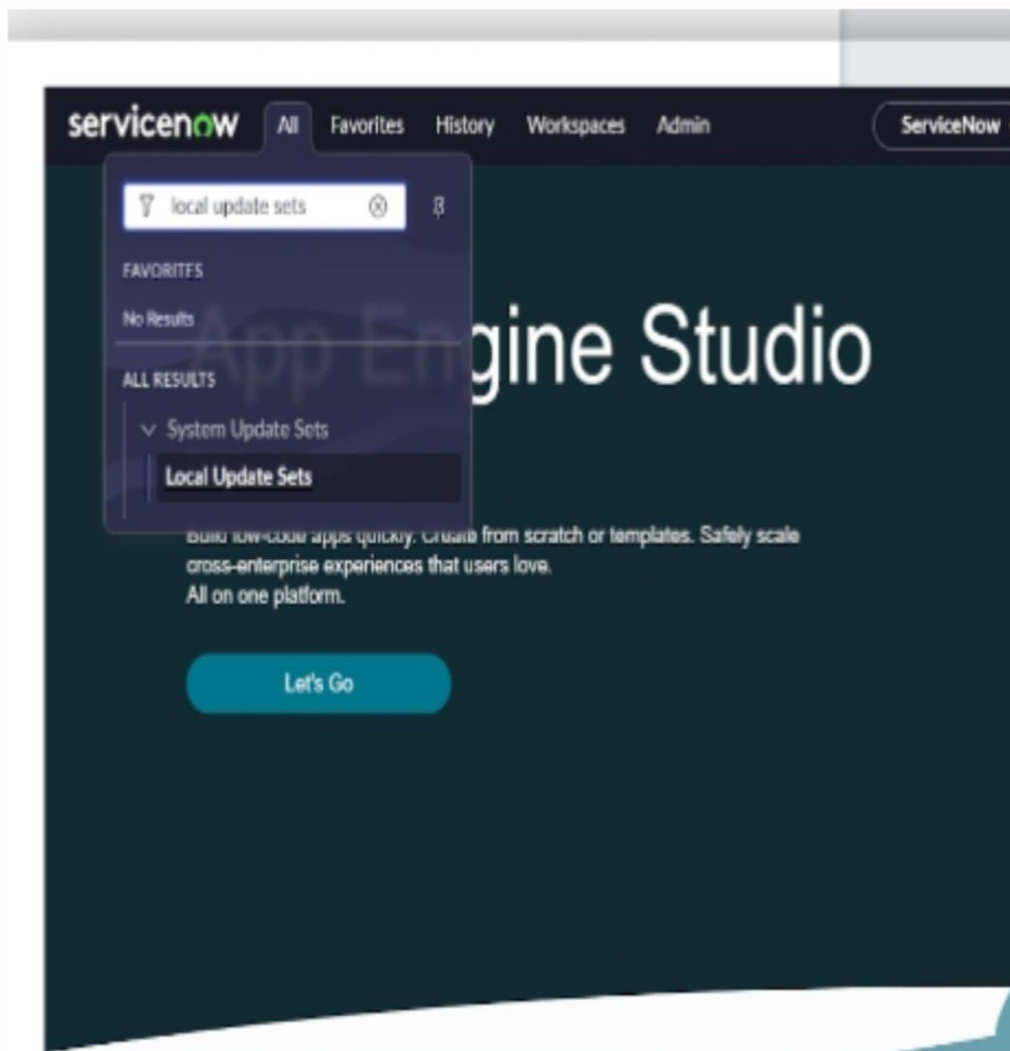 servicenow All Favorites History Workspaces Admin ServiceNow
local update sets
FAVORITES
No Results
App Engine Studio
ALL RESULTS
System Update Sets
Local Update Sets
Build low-code apps quickly. Create from scratch or templates. Safely scale
cross-enterprise experiences that users love.
All on one platform.
Let's Go